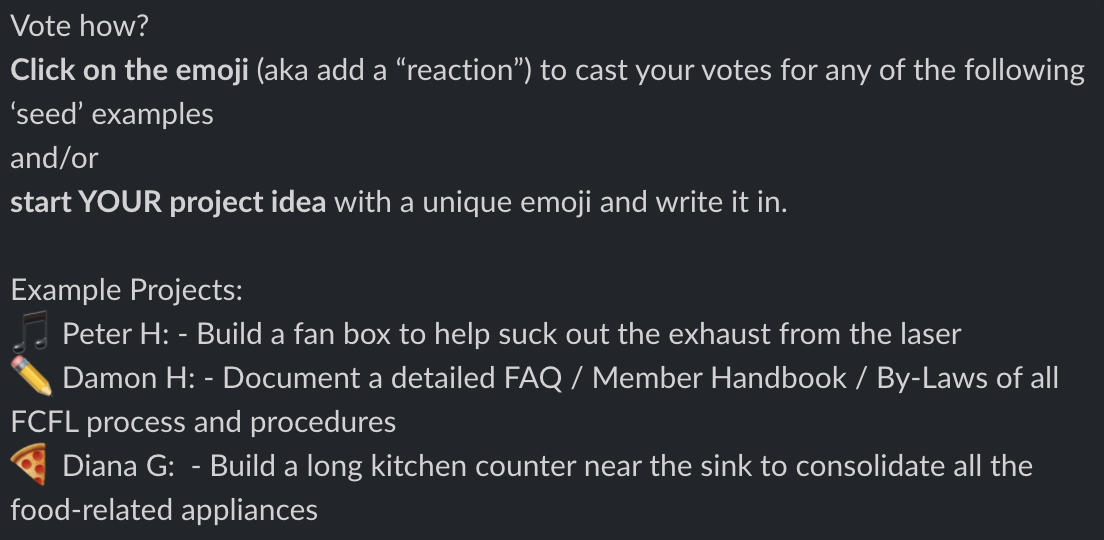 Vote how?
Click on the emoji (aka add a “reaction”) to cast your votes for any of the following
‘seed’ examples
and/or
start YOUR project idea with a unique emoji and write it in.
Example Projects:
🎵 Peter H: - Build a fan box to help suck out the exhaust from the laser
✏️ Damon H: - Document a detailed FAQ / Member Handbook / By-Laws of all
FCFL process and procedures
🍕 Diana G:  - Build a long kitchen counter near the sink to consolidate all the
food-related appliances